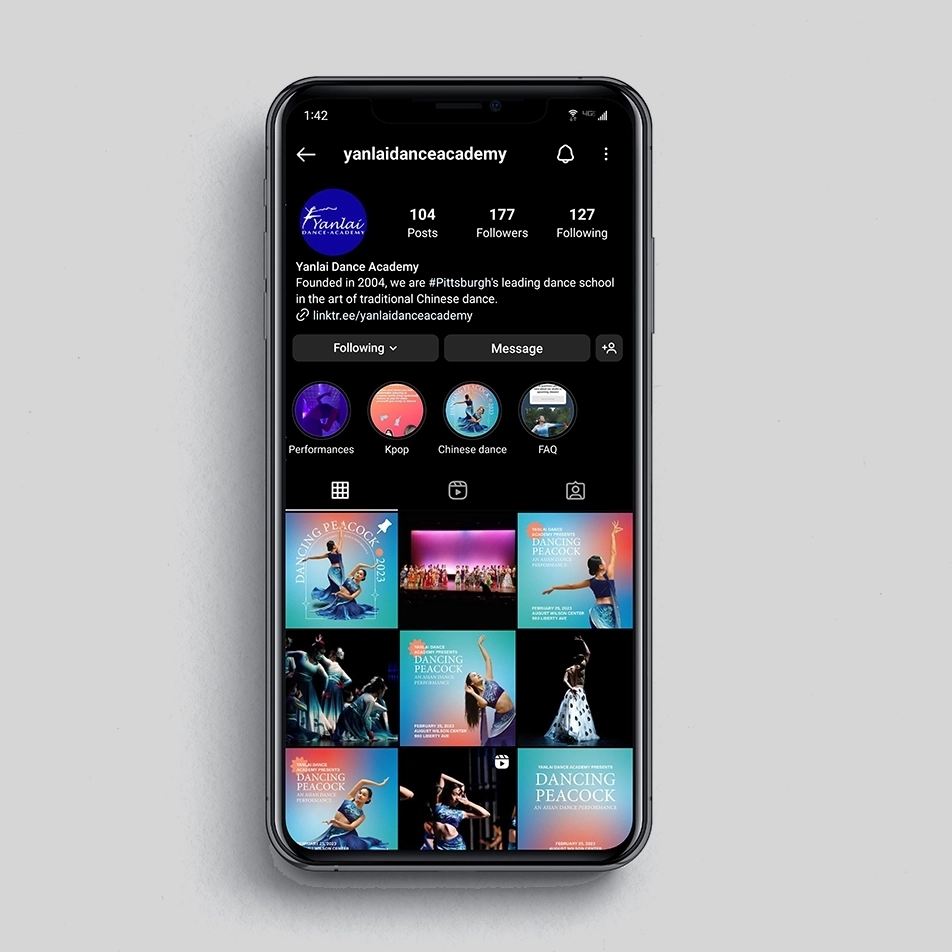 1:42
4GE
yanlaidanceacademy
Yanlai
DANCE-ACADEMY
104
177
127
Posts
Followers
Following
Yanlai Dance Academy
Founded in 2004, we are #Pittsburgh's leading dance school
in the art of traditional Chinese dance.
linktr.ee/yanlaidanceacademy
Following
Message
Performances
Kpop
Chinese dance
FAQ
DANCING PEACOCK
2023
YANLAI DANCE
ACADEMY PRESENTS
DANCING
PEACOCK
AN ASIAN DANCE
PERFORMANCE
FEBRUARY 25, 2023
AUGUST WILSON CENTER
980 LIBERTY AVE
YANLAI DANCE
ACADEMY PRESENTS
DANCING
PEACOCK
AN ASIAN DANCE
PERFORMANCE
FEBRUARY 25, 2023
AUGUST WILSON CENTER
980 LIBERTY AVE
YANLAI DANCE
ACADEMY PRESENTS
DANCING
PEACOCK
AN ASIAN DANCE
PERFORMANCE
FEBRUARY 25, 2023
WILSON CENTER
YANLAI DANCE ACADEMY PRESENTS
DANCING
PEACOCK
AN ASIAN DANCE PERFORMANCE
FEBRUARY 25, 2023
AUGUST WILSON CENTER